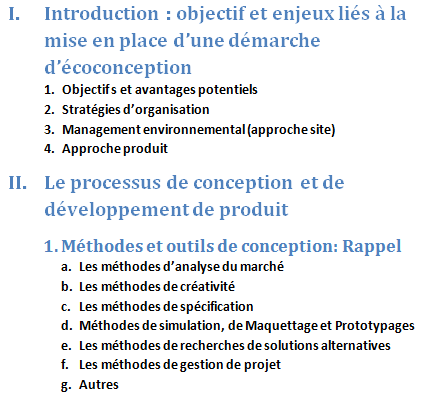 I. Introduction : objectif et enjeux liés à la
mise en place d'une démarche
d'écoconception
1. Objectifs et avantages potentiels
2. Stratégies d'organisation
3. Management environnemental (approche site)
4. Approche produit
II. Le processus de conception et de
développement de produit
1. Méthodes et outils de conception: Rappel
a. Les méthodes d'analyse du marché
b. Les méthodes de créativité
c. Les méthodes de spécification
d. Méthodes de simulation, de Maquettage et Prototypages
e. Les méthodes de recherches de solutions alternatives
f. Les méthodes de gestion de projet
g. Autres